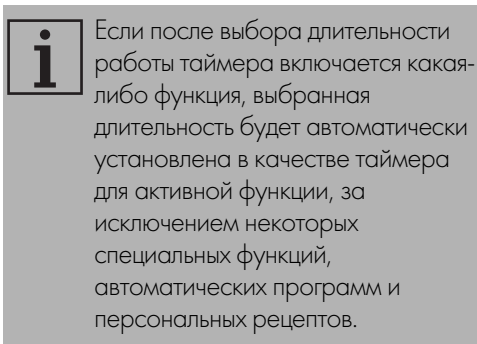 Если после выбора длительности
работы таймера включается какая-
либо функция, выбранная
длительность будет автоматически
установлена в качестве таймера
для активной функции, за
исключением некоторых
специальных функций,
автоматических программ и
персональных рецептов.